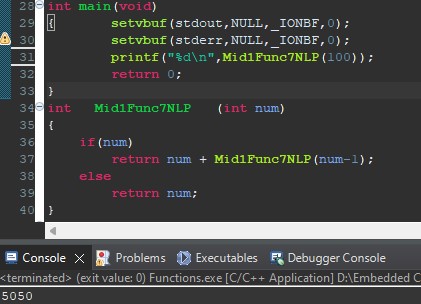 28 int main(void)
29 {       setvbuf(stdout,NULL,_IONBF,0);
30         setvbuf(stderr,NULL,_IONBF,0);
31         printf("%d\n",Mid1Func7NLP(100));
32         return 0;
33 }
34 int   Mid1Func7NLP   (int num)
35 {
36     if(num)
37         return num + Mid1Func7NLP(num-1);
38     else
39         return num;
40 }
Console Problems Executables Debugger Console
<terminated> (exit value: 0) Functions.exe [C/C++ Application] D:\Embedded C
5050